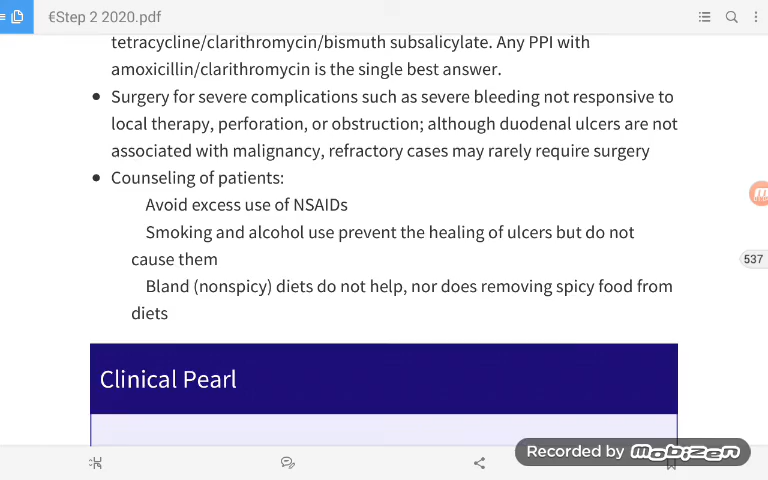 €Step 2 2020.pdf
tetracycline/clarithromycin/bismuth subsalicylate. Any PPI with
amoxicillin/clarithromycin is the single best answer.
• Surgery for severe complications such as severe bleeding not responsive to
local therapy, perforation, or obstruction; although duodenal ulcers are not
associated with malignancy, refractory cases may rarely require surgery
• Counseling of patients:
Avoid excess use of NSAIDs
Smoking and alcohol use prevent the healing of ulcers but do not
cause them
537
Bland (nonspicy) diets do not help, nor does removing spicy food from
diets
Clinical Pearl
Recorded by mobizen